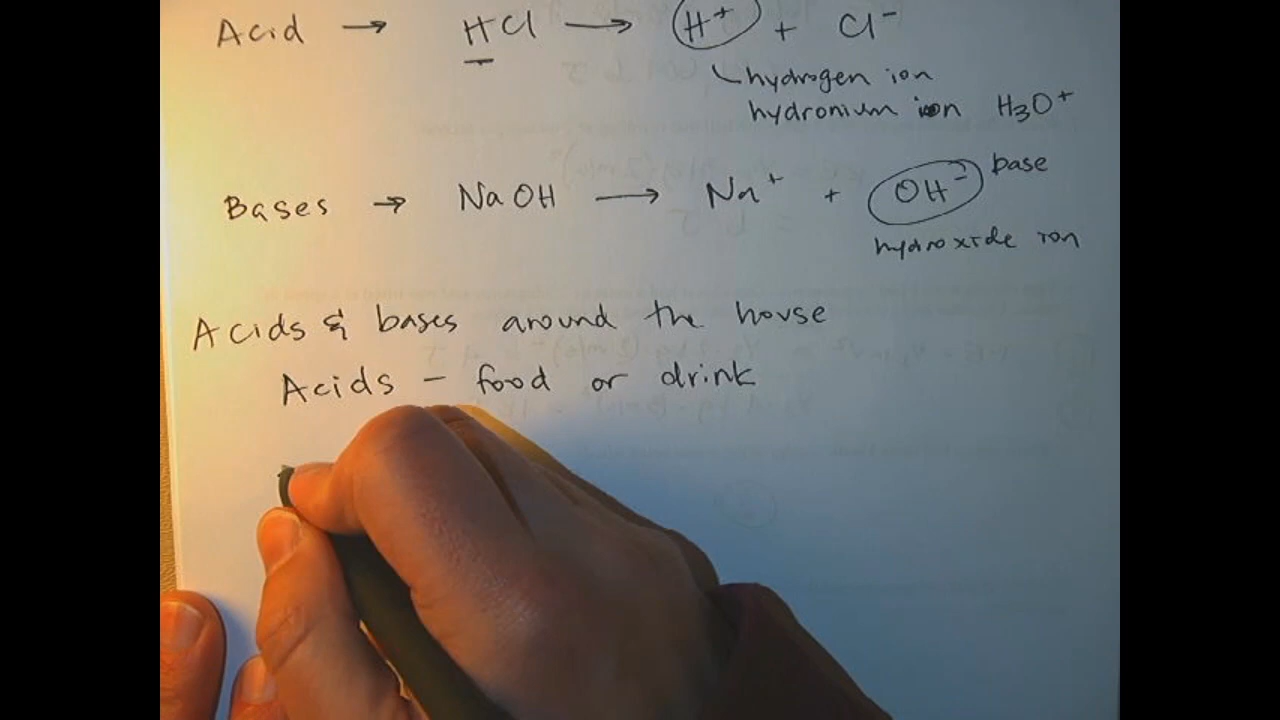 Acid → HCl → H+ + Cl-
hydrogen ion
hydronium ion H3O+
Bases → NaOH → Na+ + OH- base
hydroxide ion
Acids & bases around the house
Acids - food or drink